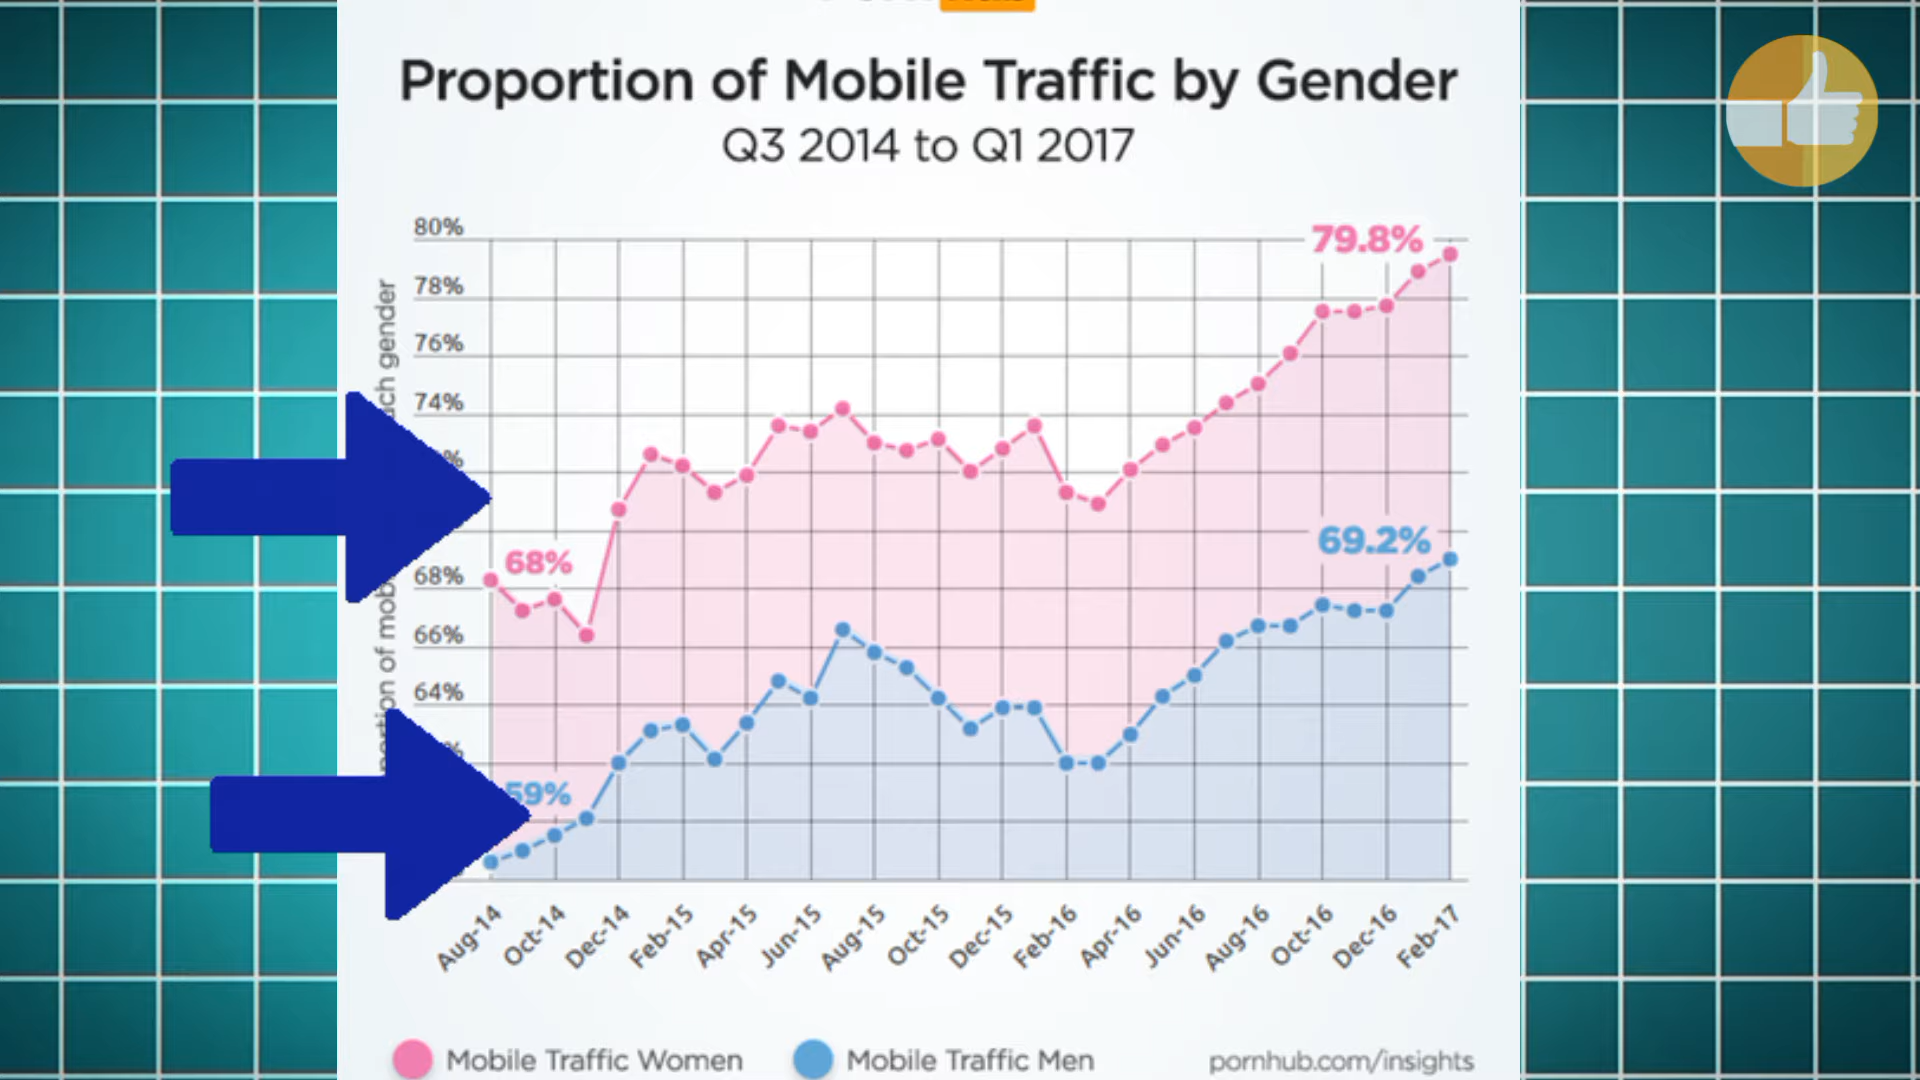 Proportion of Mobile Traffic by Gender
Q3 2014 to Q1 2017
80%
79.8%
78%
76%
74%
69.2%
68%
68%
66%
64%
59%
Aug-14 Oct-14 Dec-14 Feb-15 Apr-15 Jun-15 Aug-15 Oct-15 Dec-15 Feb-16 Apr-16 Jun-16 Aug-16 Oct-16 Dec-16 Feb-17
Mobile Traffic Women Mobile Traffic Men pornhub.com/insights
of
gender